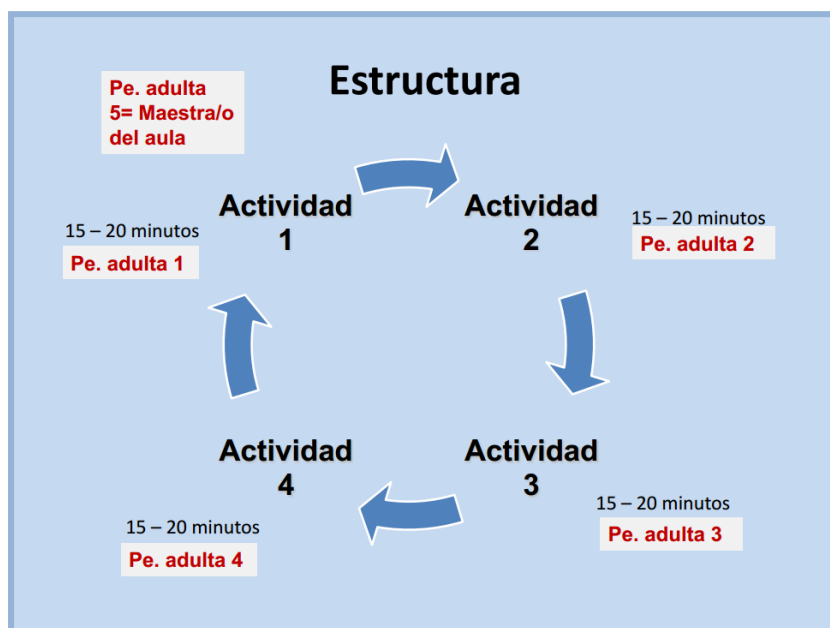 Estructura
Pe. adulta
5= Maestra/o
del aula
Actividad
1
15 – 20 minutos
Pe. adulta 1
Actividad
2
15 – 20 minutos
Pe. adulta 2
Actividad
3
15 – 20 minutos
Pe. adulta 3
Actividad
4
15 – 20 minutos
Pe. adulta 4